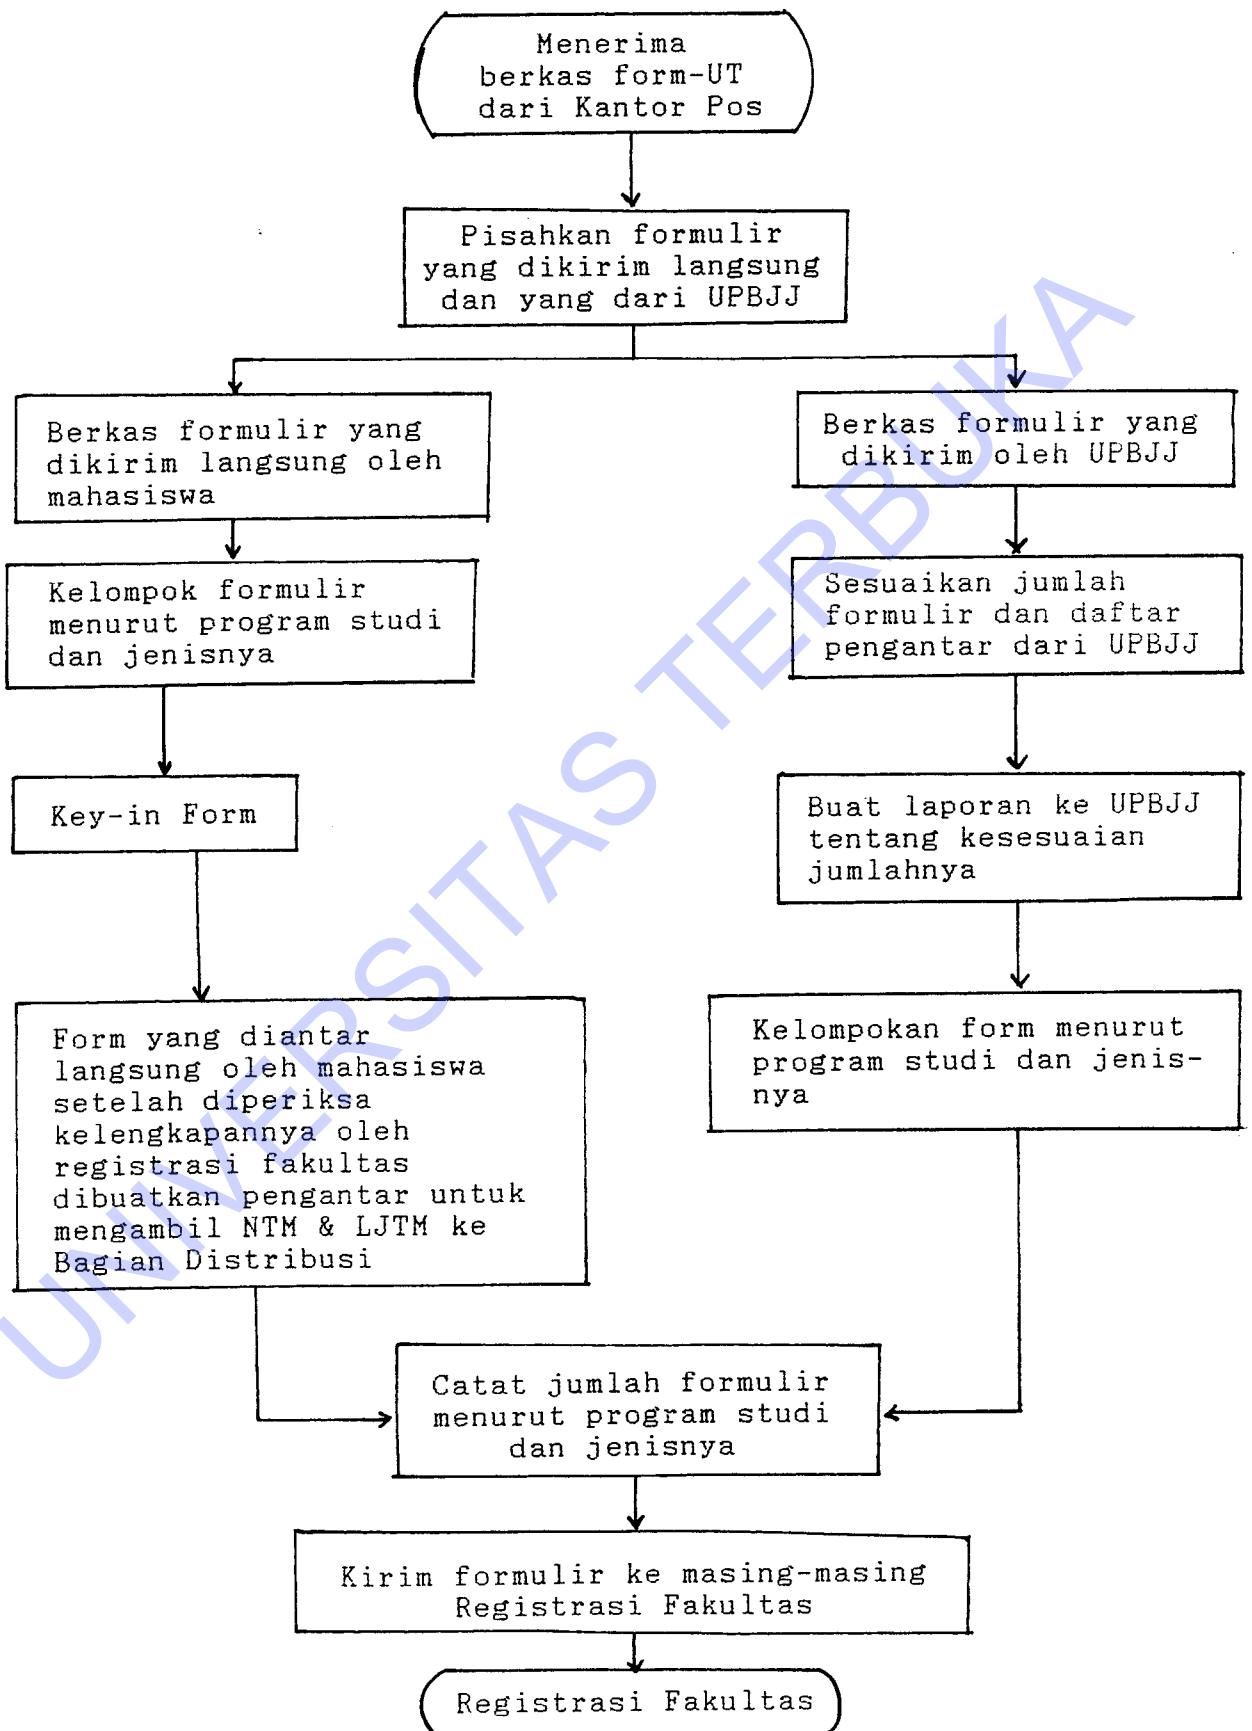 Menerima
berkas form-UT
dari Kantor Pos
Pisahkan formulir
yang dikirim langsung
dan yang dari UPBJJ
Berkas formulir yang
dikirim langsung oleh
mahasiswa
Berkas formulir yang
dikirim oleh UPBJJ
Kelompok formulir
menurut program studi
dan jenisnya
Sesuaikan jumlah
formulir dan daftar
pengantar dari UPBJJ
Key-in Form
Buat laporan ke UPBJJ
tentang kesesuaian
jumlahnya
Form yang diantar
langsung oleh mahasiswa
setelah diperiksa
kelengkapannya oleh
registrasi fakultas
dibuatkan pengantar untuk
mengambil NTM & LJTM ke
Bagian Distribusi
Kelompokan form menurut
program studi dan jenis-
nya
Catat jumlah formulir
menurut program studi
dan jenisnya
Kirim formulir ke masing-masing
Registrasi Fakultas
Registrasi Fakultas
UNIVERSITAS TERBUKA